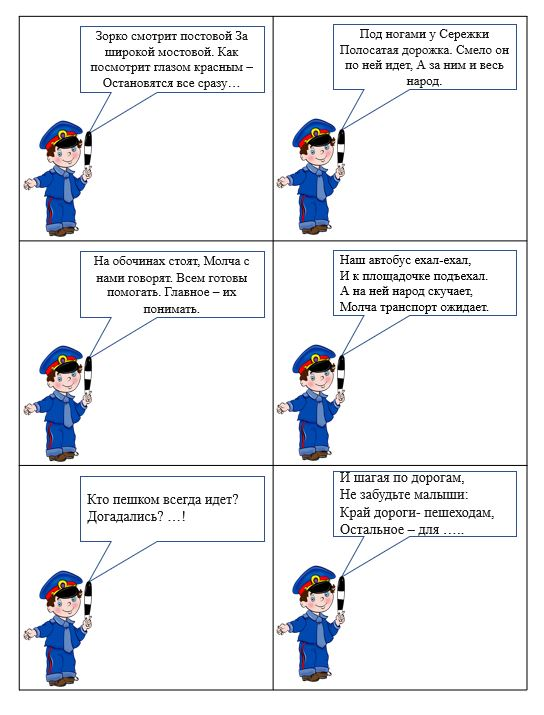 Зорко смотрит постовой За
широкой мостовой. Как
посмотрит глазом красным –
Остановятся все сразу…
Под ногами у Сережки
Полосатая дорожка. Смело он
по ней идет, А за ним и весь
народ.
На обочинах стоят, Молча с
нами говорят. Всем готовы
помогать. Главное – их
понимать.
Наш автобус ехал-ехал,
И к площадочке подъехал.
А на ней народ скучает,
Молча транспорт ожидает.
Кто пешком всегда идет?
Догадались? …!
И шагая по дорогам,
Не забудьте малыши:
Край дороги- пешеходам,
Остальное – для …..